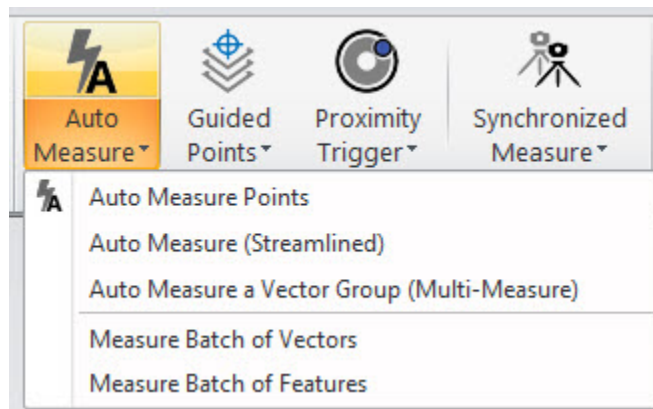 Auto Measure
Guided Points
Proximity Trigger
Synchronized Measure
A Auto Measure Points
Auto Measure (Streamlined)
Auto Measure a Vector Group (Multi-Measure)
Measure Batch of Vectors
Measure Batch of Features